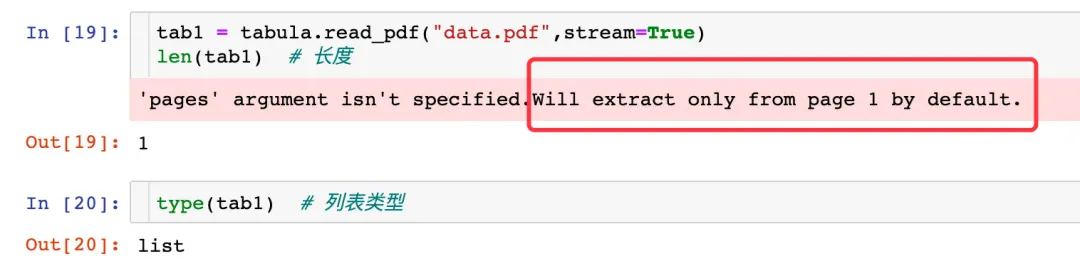 In [19]: tab1 = tabula.read_pdf("data.pdf",stream=True)
len(tab1)  # 长度
'pages' argument isn't specified.Will extract only from page 1 by default.
Out[19]: 1
In [20]: type(tab1)  # 列表类型
Out[20]: list